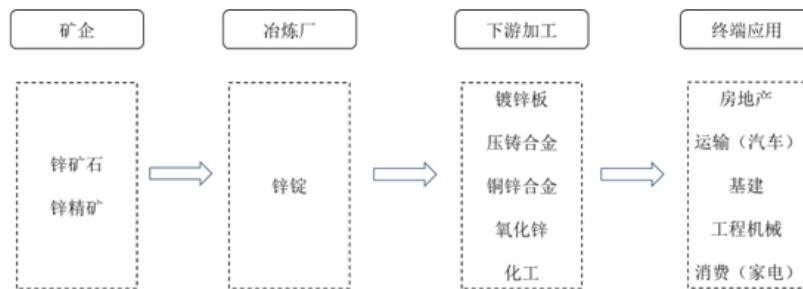 矿企
冶炼厂
下游加工
终端应用
锌矿石
锌精矿
锌锭
镀锌板
压铸合金
铜锌合金
氧化锌
化工
房地产
运输（汽车）
基建
工程机械
消费（家电）